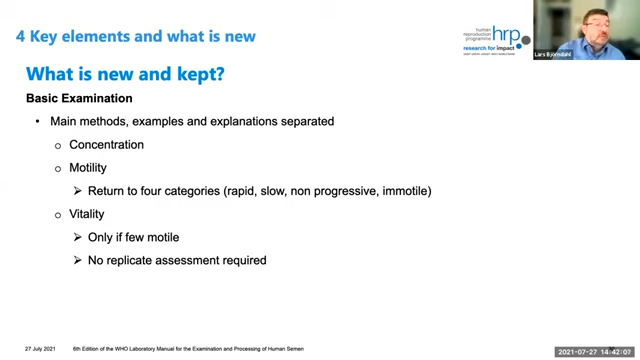 4 Key elements and what is new
human
reproduction
programme
hrp
research for impact
Lars Björndahl
What is new and kept?
Basic Examination
• Main methods, examples and explanations separated
o Concentration
o Motility
➢ Return to four categories (rapid, slow, non progressive, immotile)
o Vitality
➢ Only if few motile
➢ No replicate assessment required
27 July 2021 6th Edition of the WHO Laboratory Manual for the Examination and Processing of Human Semen
2021-07-27 14:42:07